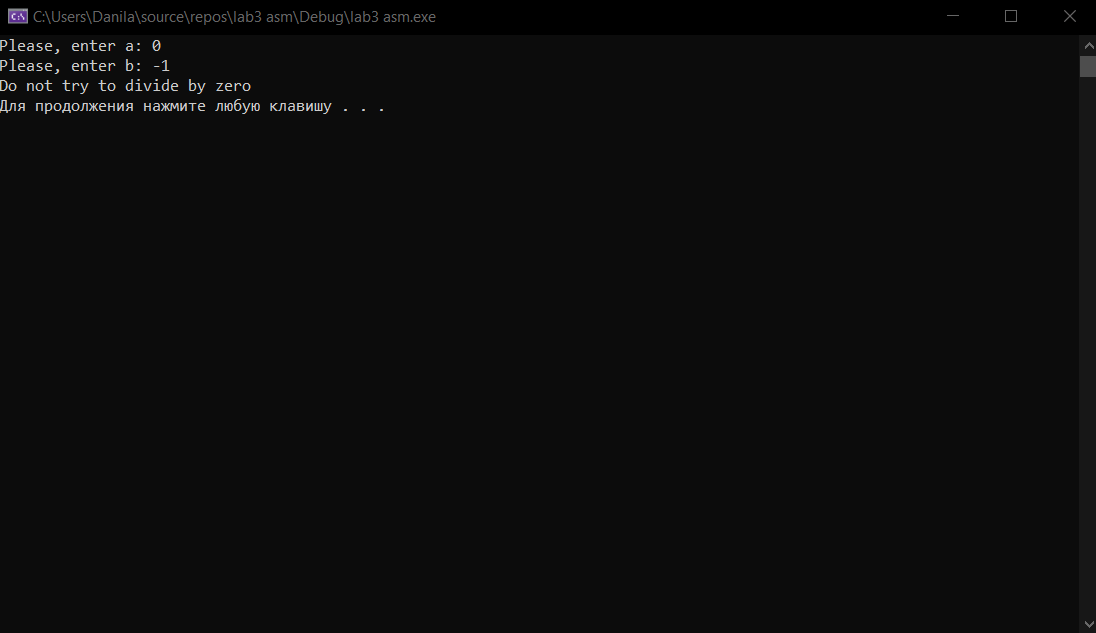 C:\Users\Danila\source\repos\lab3 asm\Debug\lab3 asm.exe
Please, enter a: 0
Please, enter b: -1
Do not try to divide by zero
Для продолжения нажмите любую клавишу . . .